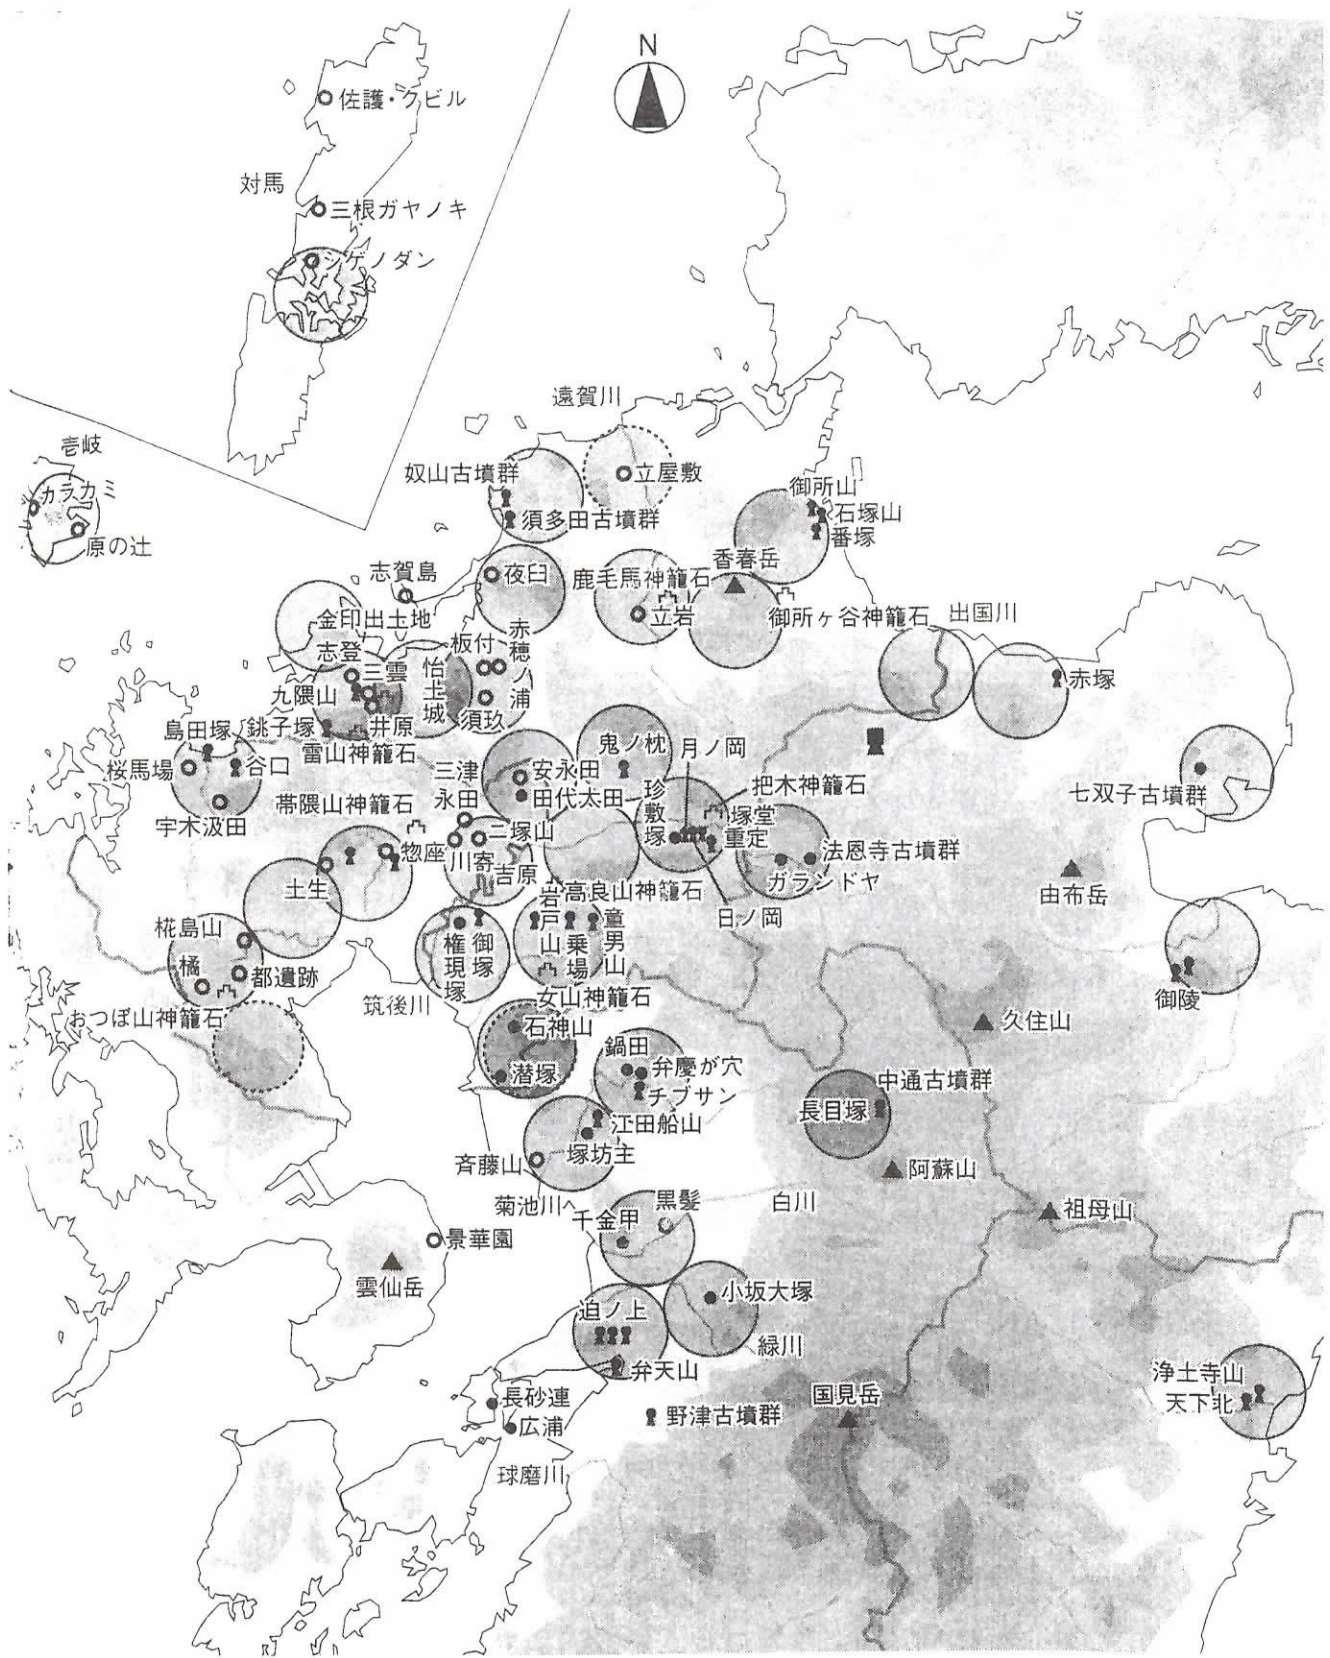 N
佐護・クビル
対馬
三根ガヤノキ
シゲノダン
壱岐
カラカミ
原の辻
遠賀川
立屋敷
奴山古墳群
須多田古墳群
御所山
石塚山
番塚
香春岳
志賀島
夜臼
鹿毛馬神籠石
立岩
御所ヶ谷神籠石
出国川
金印出土地
志登
三雲
怡土城
板付
赤穂ノ浦
須玖
九隈山
井原
銚子塚
雷山神籠石
赤塚
島田塚
桜馬場
谷口
宇木汲田
三津永田
安永田
田代太田
鬼ノ枕
月ノ岡
珍敷塚
把木神籠石
塚堂
重定
七双子古墳群
帯隈山神籠石
惣座
二塚山
川寄吉原
法恩寺古墳群
ガランドヤ
日ノ岡
由布岳
土生
高良山神籠石
岩戸山
乗場
童男山
椛島山
橘
都遺跡
権現塚
御塚
御陵
おつぼ山神籠石
筑後川
女山神籠石
石神山
潜塚
久住山
鍋田
弁慶が穴
チブサン
中通古墳群
長目塚
江田船山
塚坊主
斉藤山
阿蘇山
菊池川へ
黒髪
千金甲
白川
祖母山
景華園
雲仙岳
小坂大塚
迫ノ上
緑川
弁天山
長砂連
広浦
野津古墳群
国見岳
浄土寺山
天下北
球磨川